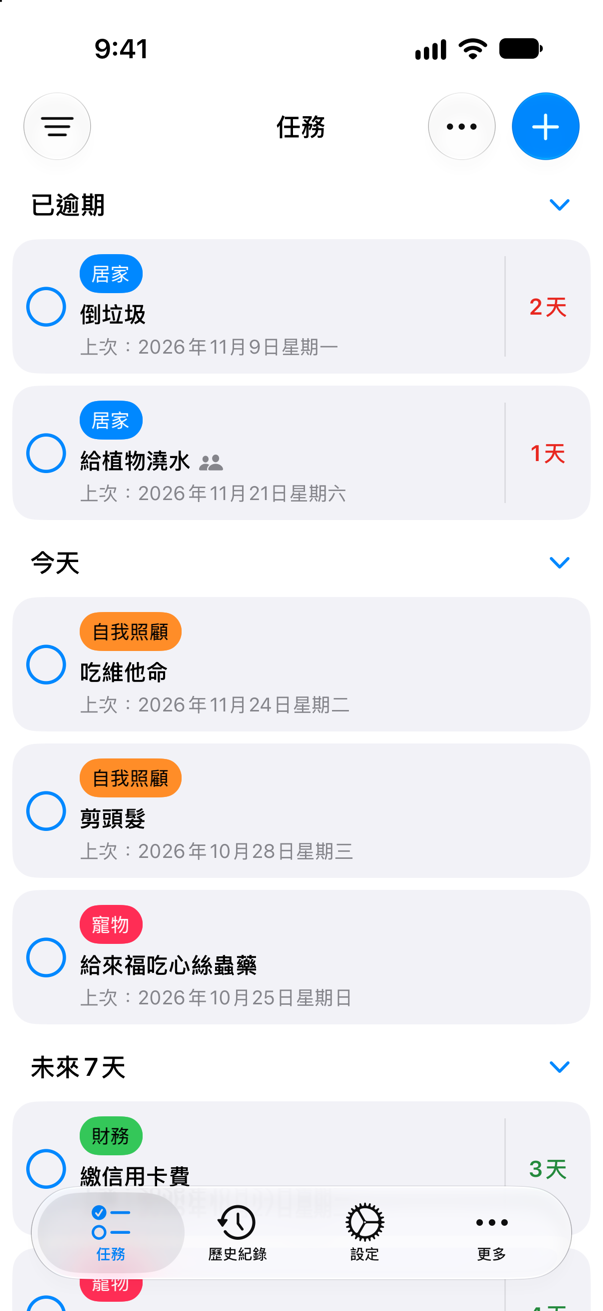 9:41
任務
已逾期
居家
倒垃圾
上次：2026年11月9日星期一
2天
居家
給植物澆水
上次：2026年11月21日星期六
1天
今天
自我照顧
吃維他命
上次：2026年11月24日星期二
自我照顧
剪頭髮
上次：2026年10月28日星期三
寵物
給來福吃心絲蟲藥
上次：2026年10月25日星期日
未來7天
財務
繳信用卡費
3天
寵物
任務
歷史紀錄
設定
更多